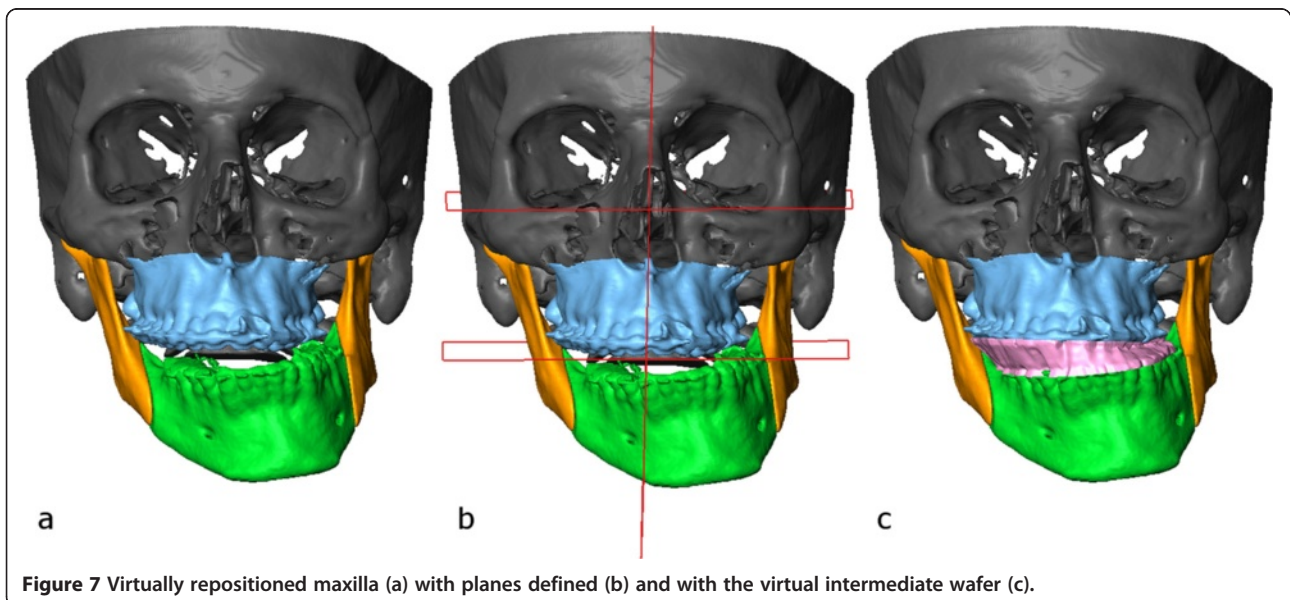 a b c
Figure 7 Virtually repositioned maxilla (a) with planes defined (b) and with the virtual intermediate wafer (c).